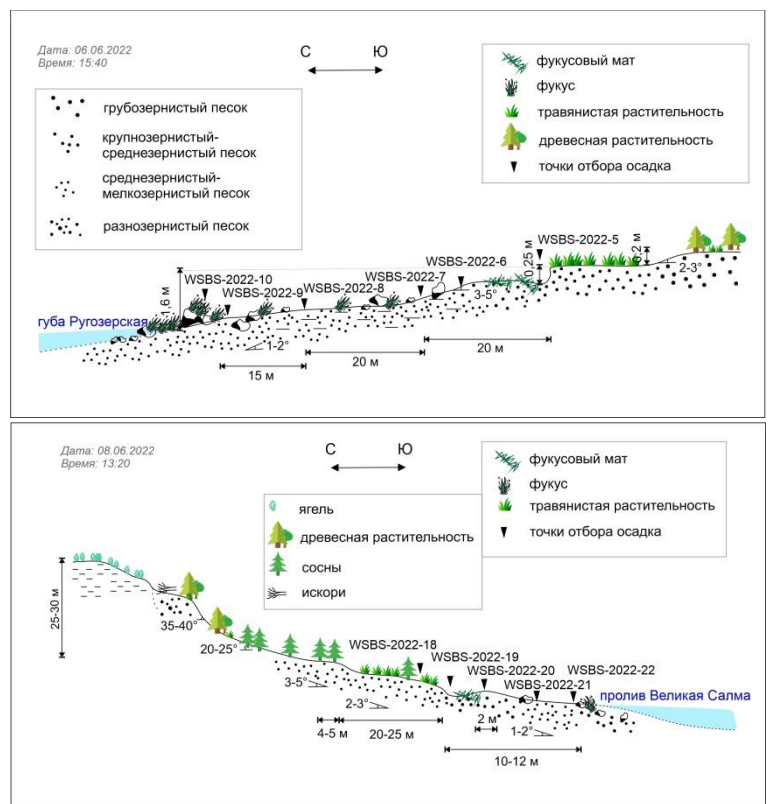 Дата: 06.06.2022
Время: 15:40
С Ю
грубозернистый песок
крупнозернистый-
среднезернистый песок
среднезернистый-
мелкозернистый песок
разнозернистый песок
фукусовый мат
фукус
травянистая растительность
древесная растительность
точки отбора осадка
WSBS-2022-5
0,2 м
0,25 м
WSBS-2022-6
WSBS-2022-7
WSBS-2022-8
WSBS-2022-9
WSBS-2022-10
1,6 м
2-3°
3-5°
губа Ругозерская
1-2°
15 м
20 м
20 м
Дата: 08.06.2022
Время: 13:20
С Ю
фукусовый мат
фукус
травянистая растительность
точки отбора осадка
ягель
древесная растительность
сосны
искори
25-30 м
35-40°
20-25°
WSBS-2022-18
WSBS-2022-19
WSBS-2022-20
WSBS-2022-22
WSBS-2022-21
пролив Великая Салма
3-5°
2-3°
2 м
1-2°
4-5 м
20-25 м
10-12 м